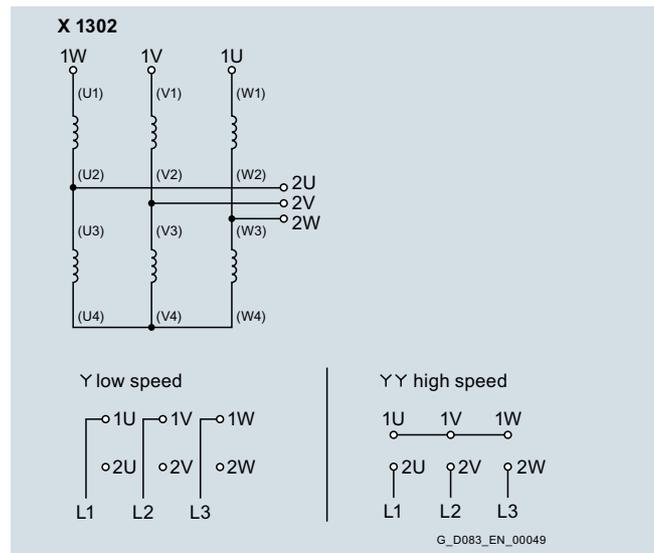 X 1302
1W 1V 1U
(U1) (V1) (W1)
(U2) (V2) (W2)
2U
2V
2W
(U3) (V3) (W3)
(U4) (V4) (W4)
Y low speed
1U 1V 1W
2U 2V 2W
L1 L2 L3
YY high speed
1U 1V 1W
2U 2V 2W
L1 L2 L3
G_D083_EN_00049